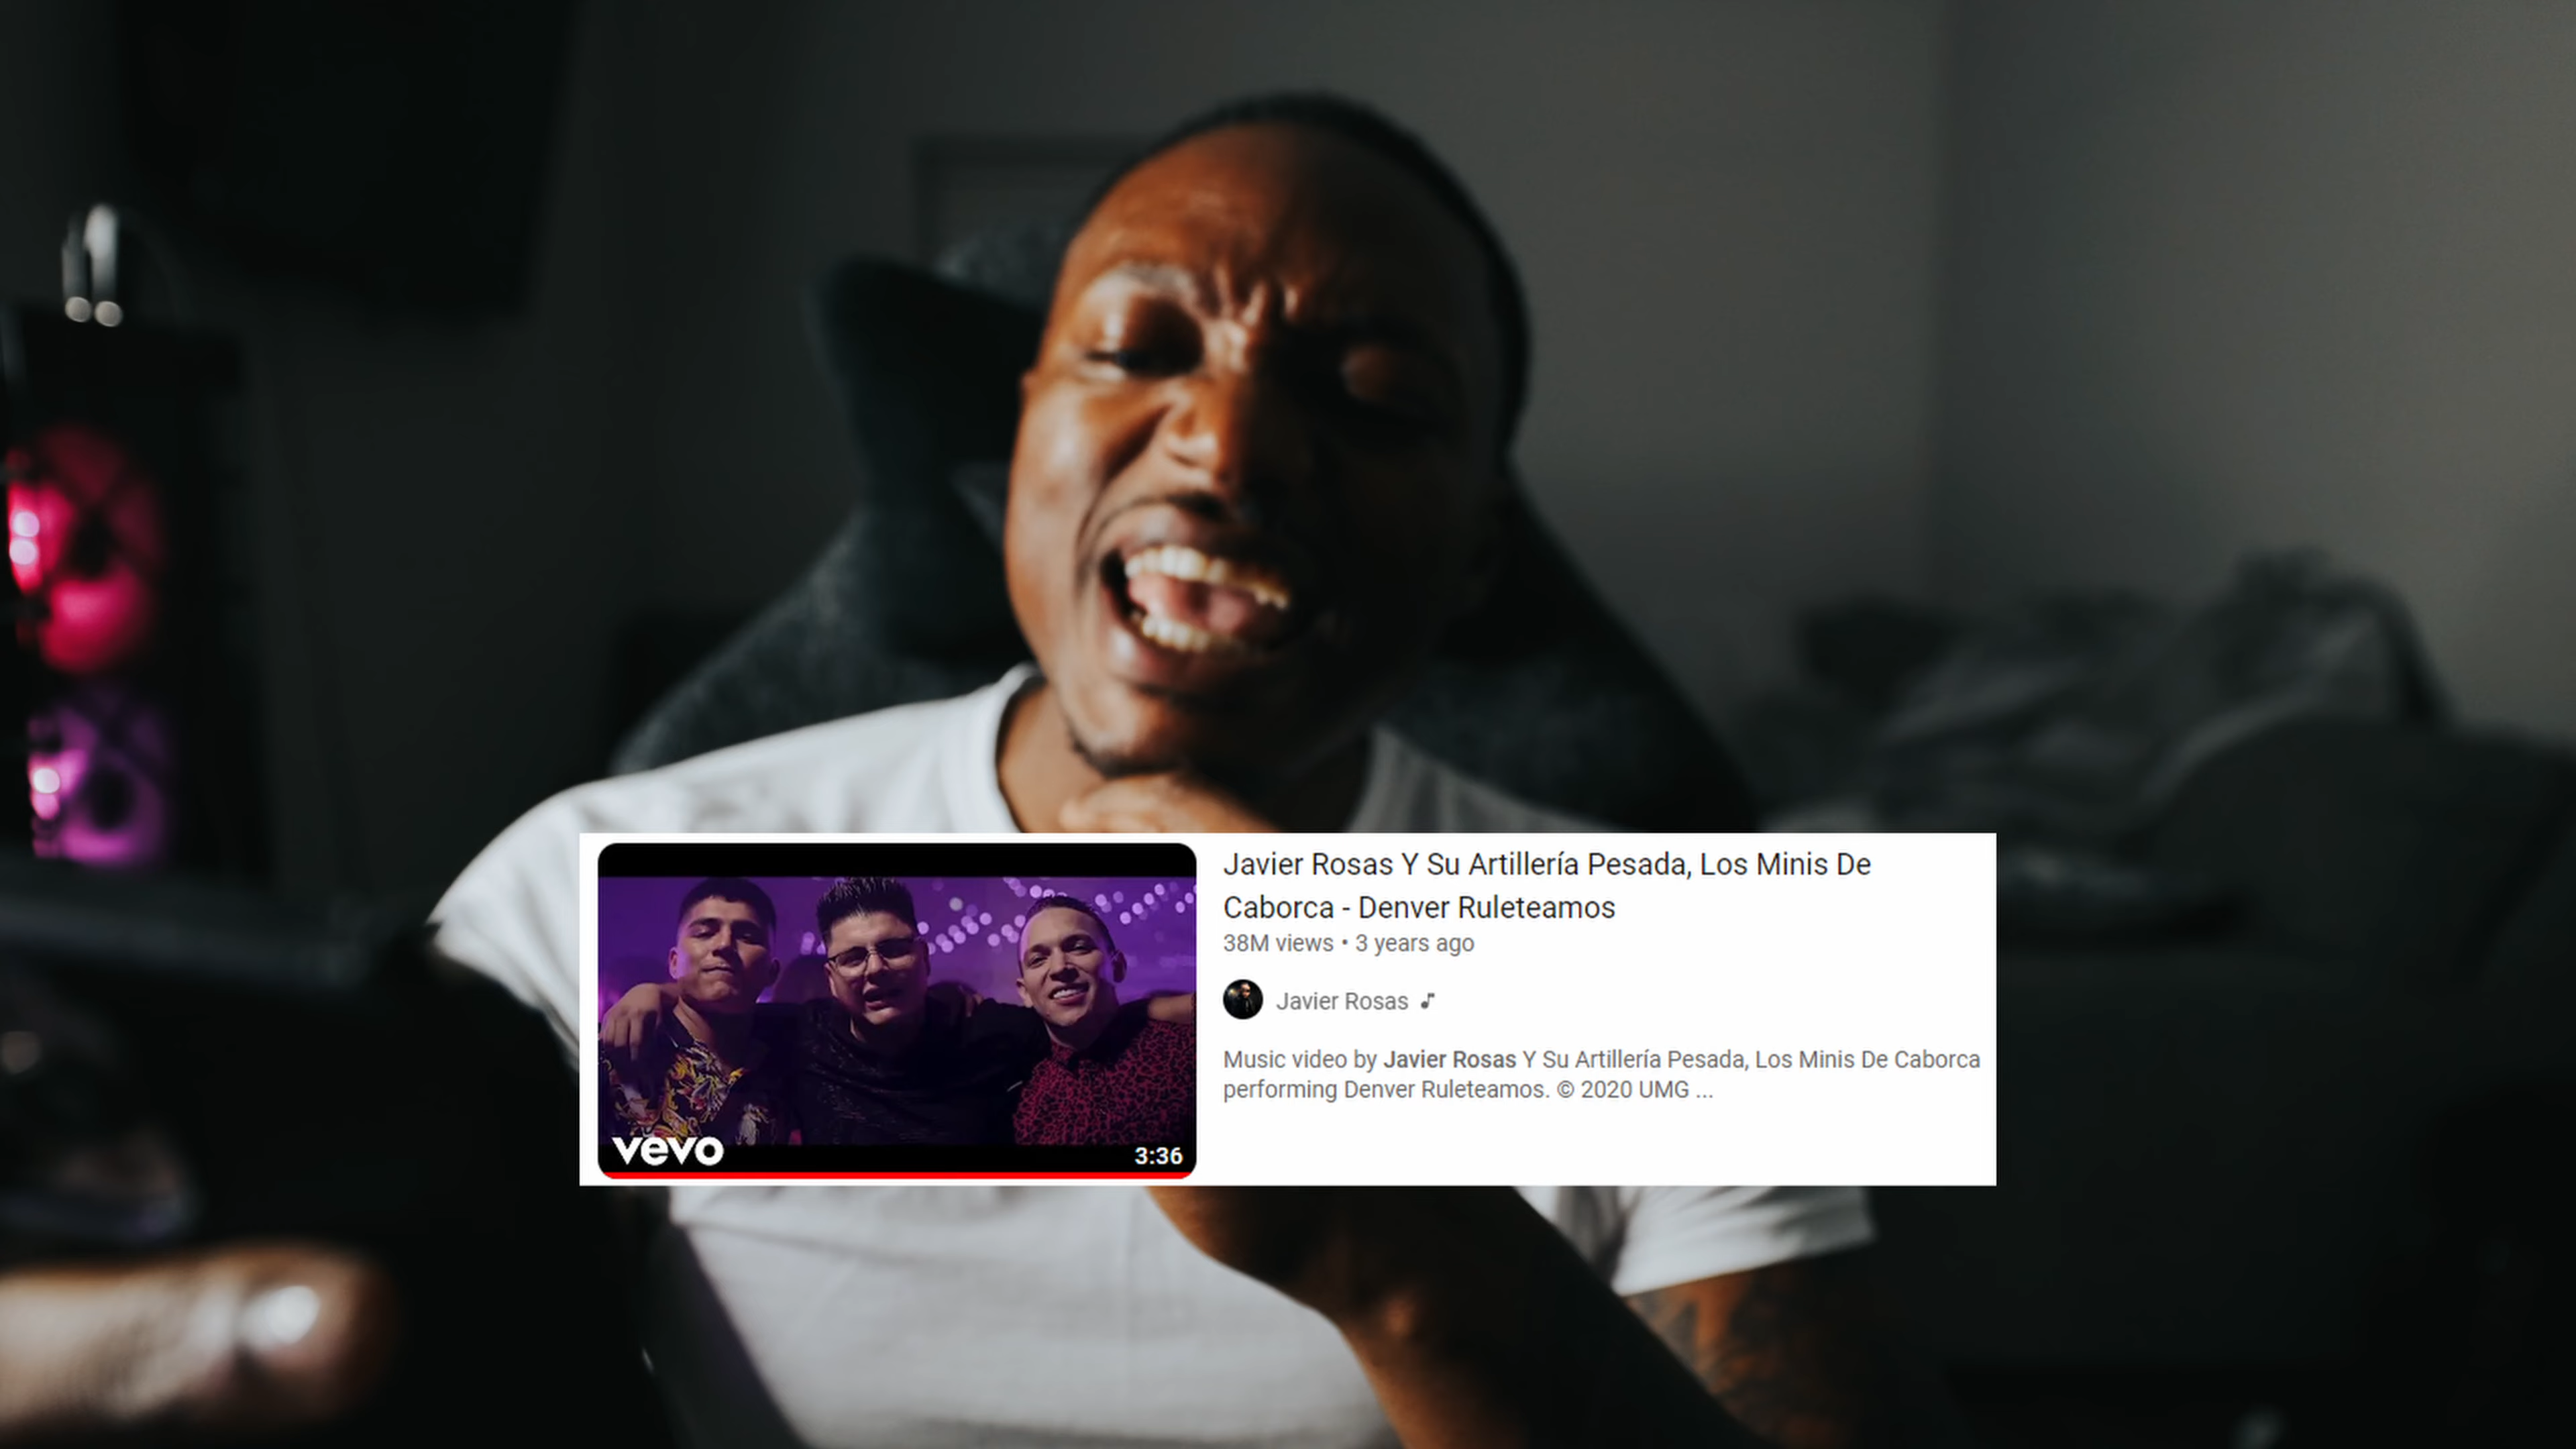 Javier Rosas Y Su Artillería Pesada, Los Minis De
Caborca - Denver Ruleteamos
38M views • 3 years ago
Javier Rosas
Music video by Javier Rosas Y Su Artillería Pesada, Los Minis De Caborca
performing Denver Ruleteamos. © 2020 UMG ...
vevo
3:36